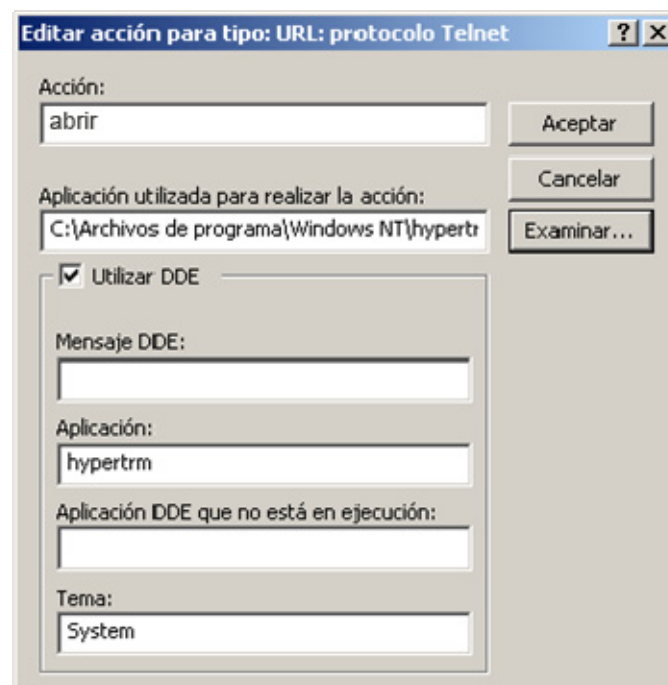 Editar acción para tipo: URL: protocolo Telnet
Acción:
abrir
Aceptar
Cancelar
Aplicación utilizada para realizar la acción:
C:\Archivos de programa\Windows NT\hypertr
Examinar...
Utilizar DDE
Mensaje DDE:
Aplicación:
hypertrm
Aplicación DDE que no está en ejecución:
Tema:
System